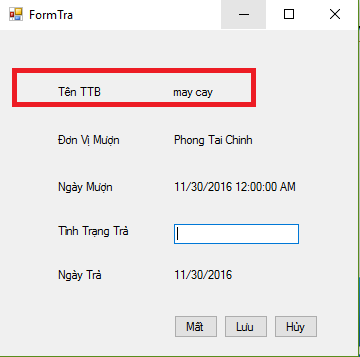 FormTra
Tên TTB may cay
Đơn Vị Mượn Phong Tai Chinh
Ngày Mượn 11/30/2016 12:00:00 AM
Tình Trạng Trả
Ngày Trả 11/30/2016
Mất Lưu Hủy